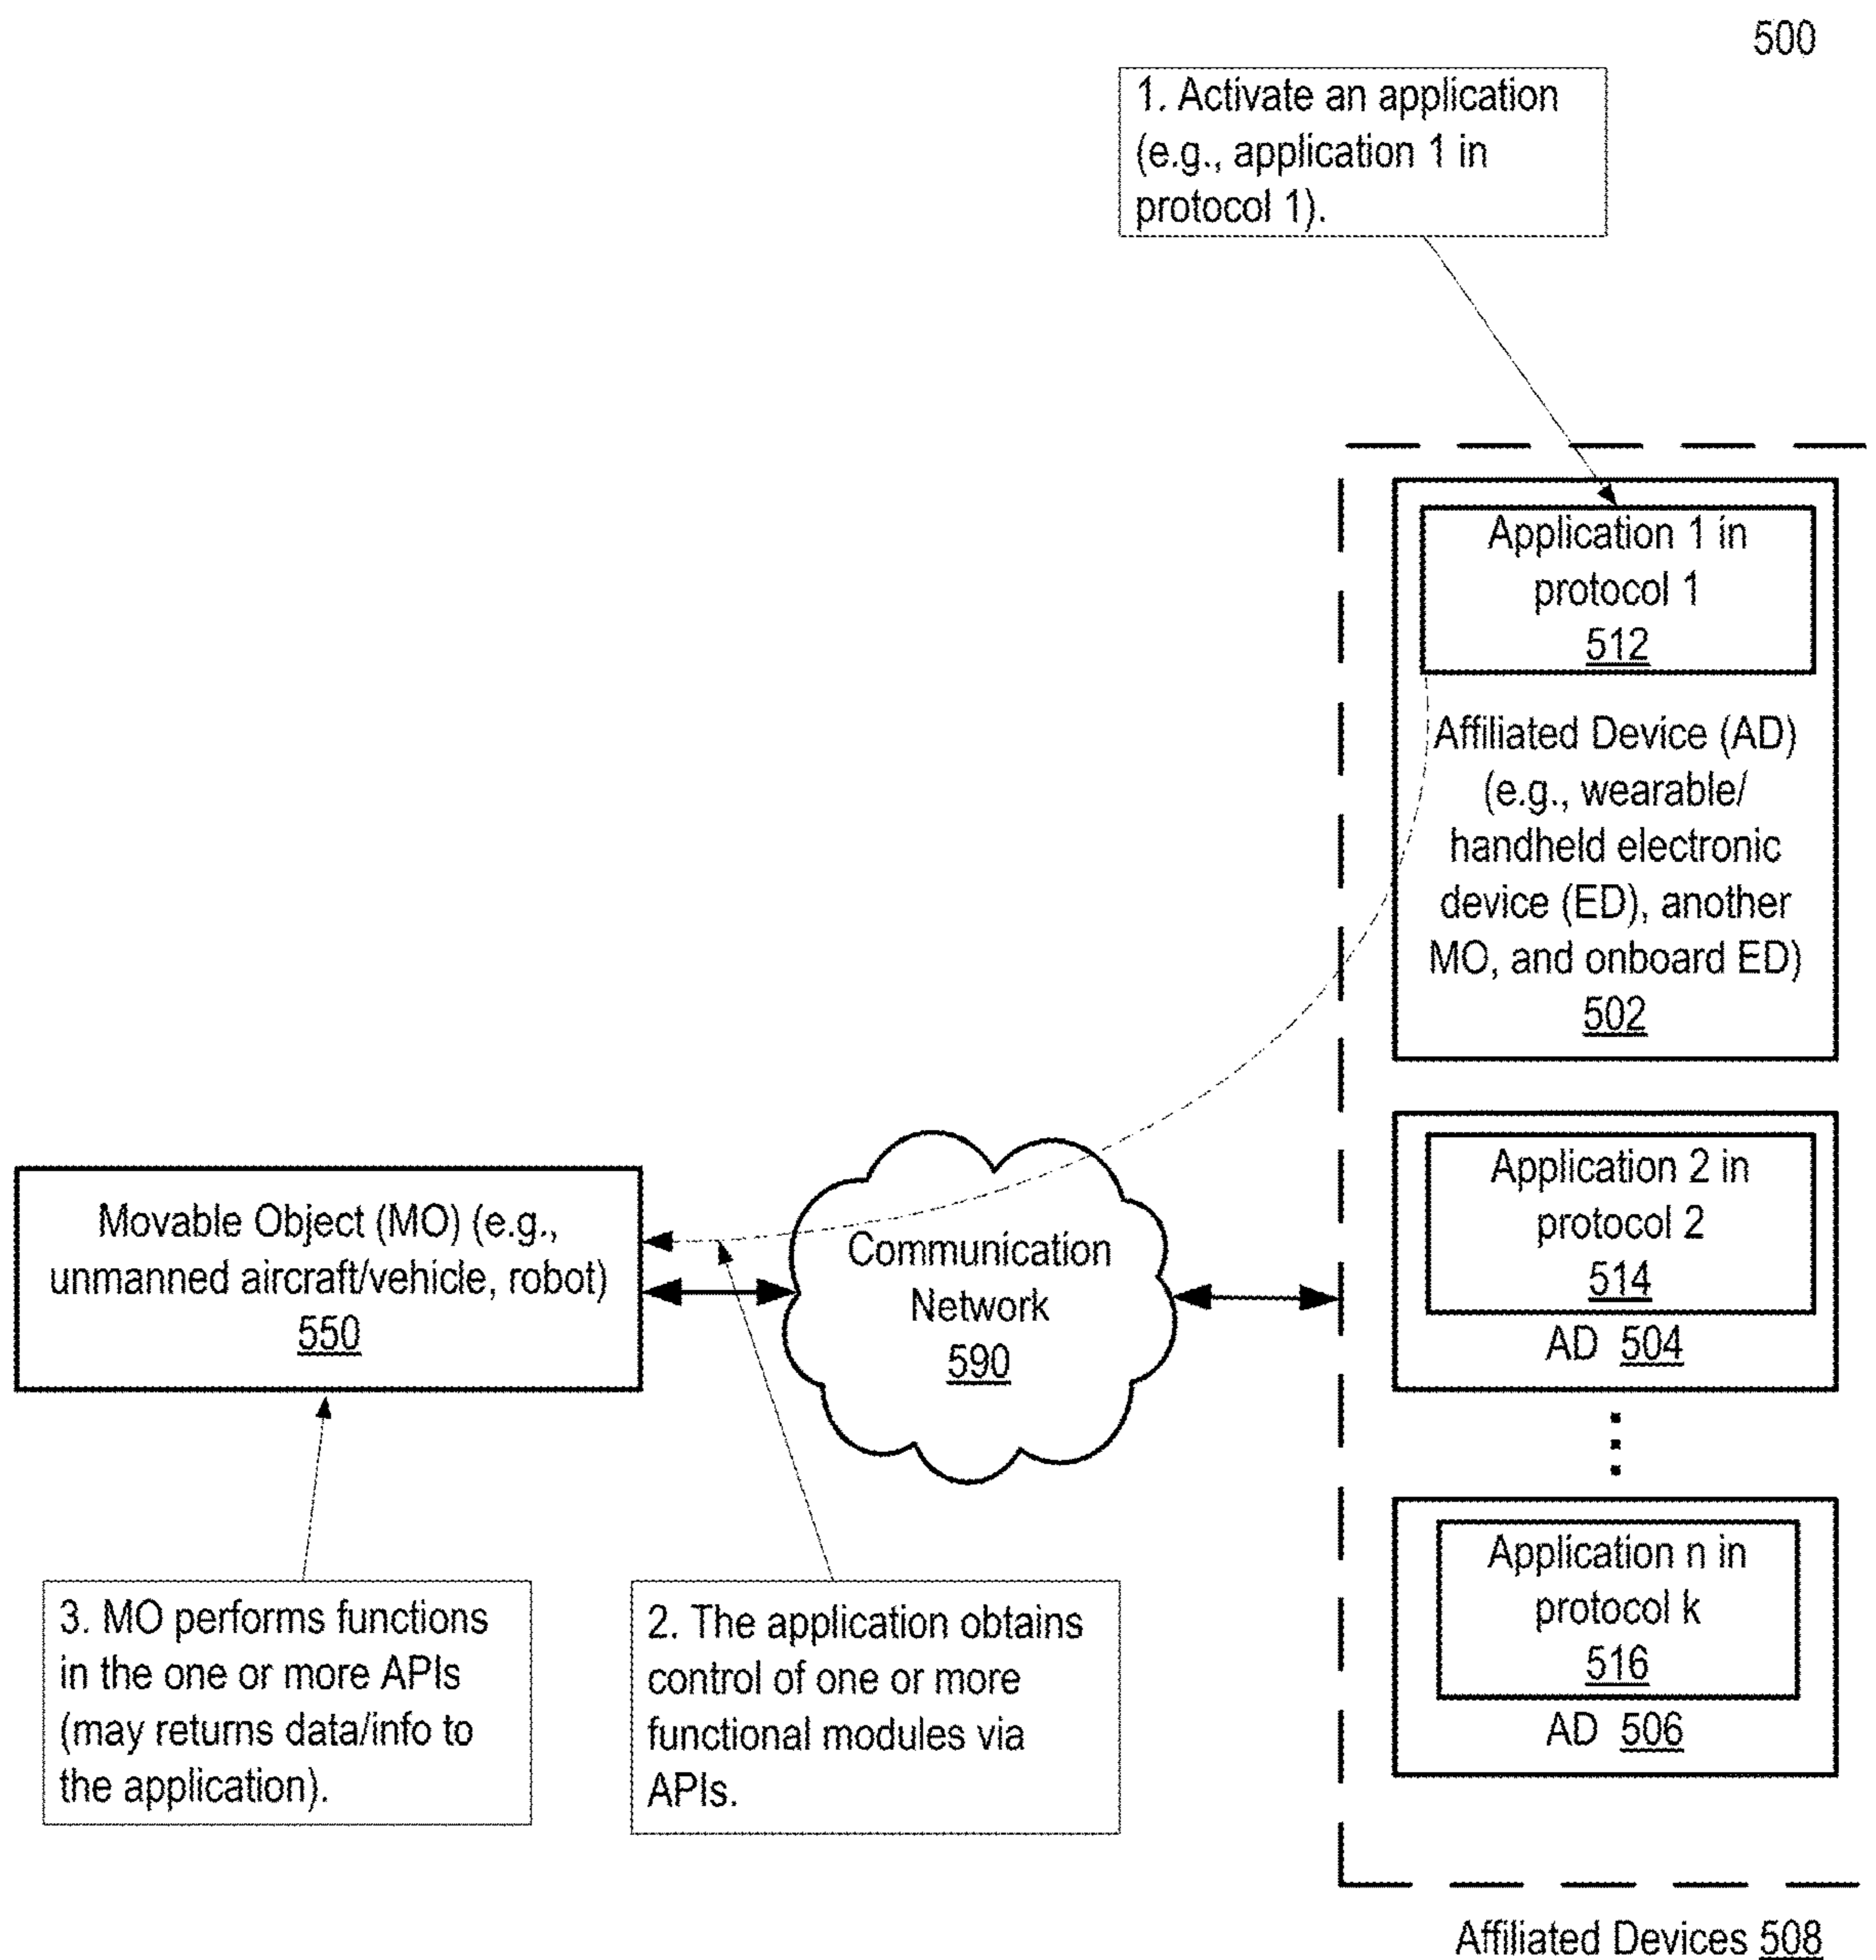 500
1. Activate an application
(e.g., application 1 in
protocol 1).
Application 1 in
protocol 1
512
Affiliated Device (AD)
(e.g., wearable/
handheld electronic
device (ED), another
MO, and onboard ED)
502
Movable Object (MO) (e.g.,
unmanned aircraft/vehicle, robot)
550
Communication
Network
590
Application 2 in
protocol 2
514
AD 504
Application n in
protocol k
516
AD 506
3. MO performs functions
in the one or more APIs
(may returns data/info to
the application).
2. The application obtains
control of one or more
functional modules via
APIs.
Affiliated Devices 508